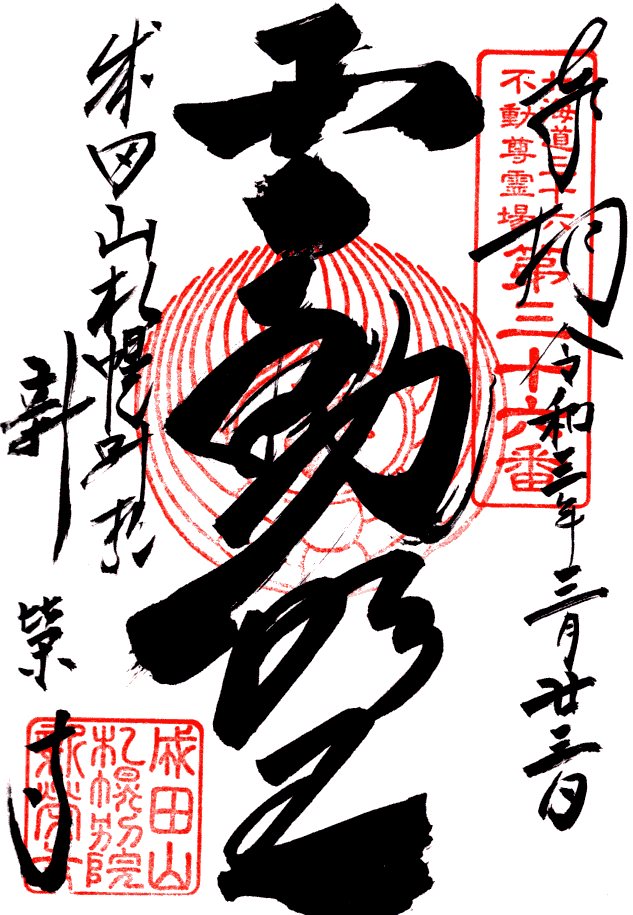 奉拝
令和三年三月廿三日
北海道三十六
不動尊霊場
第三十六番
不動明王
成田山札幌別院
新栄寺
成田山
札幌別院
新榮寺